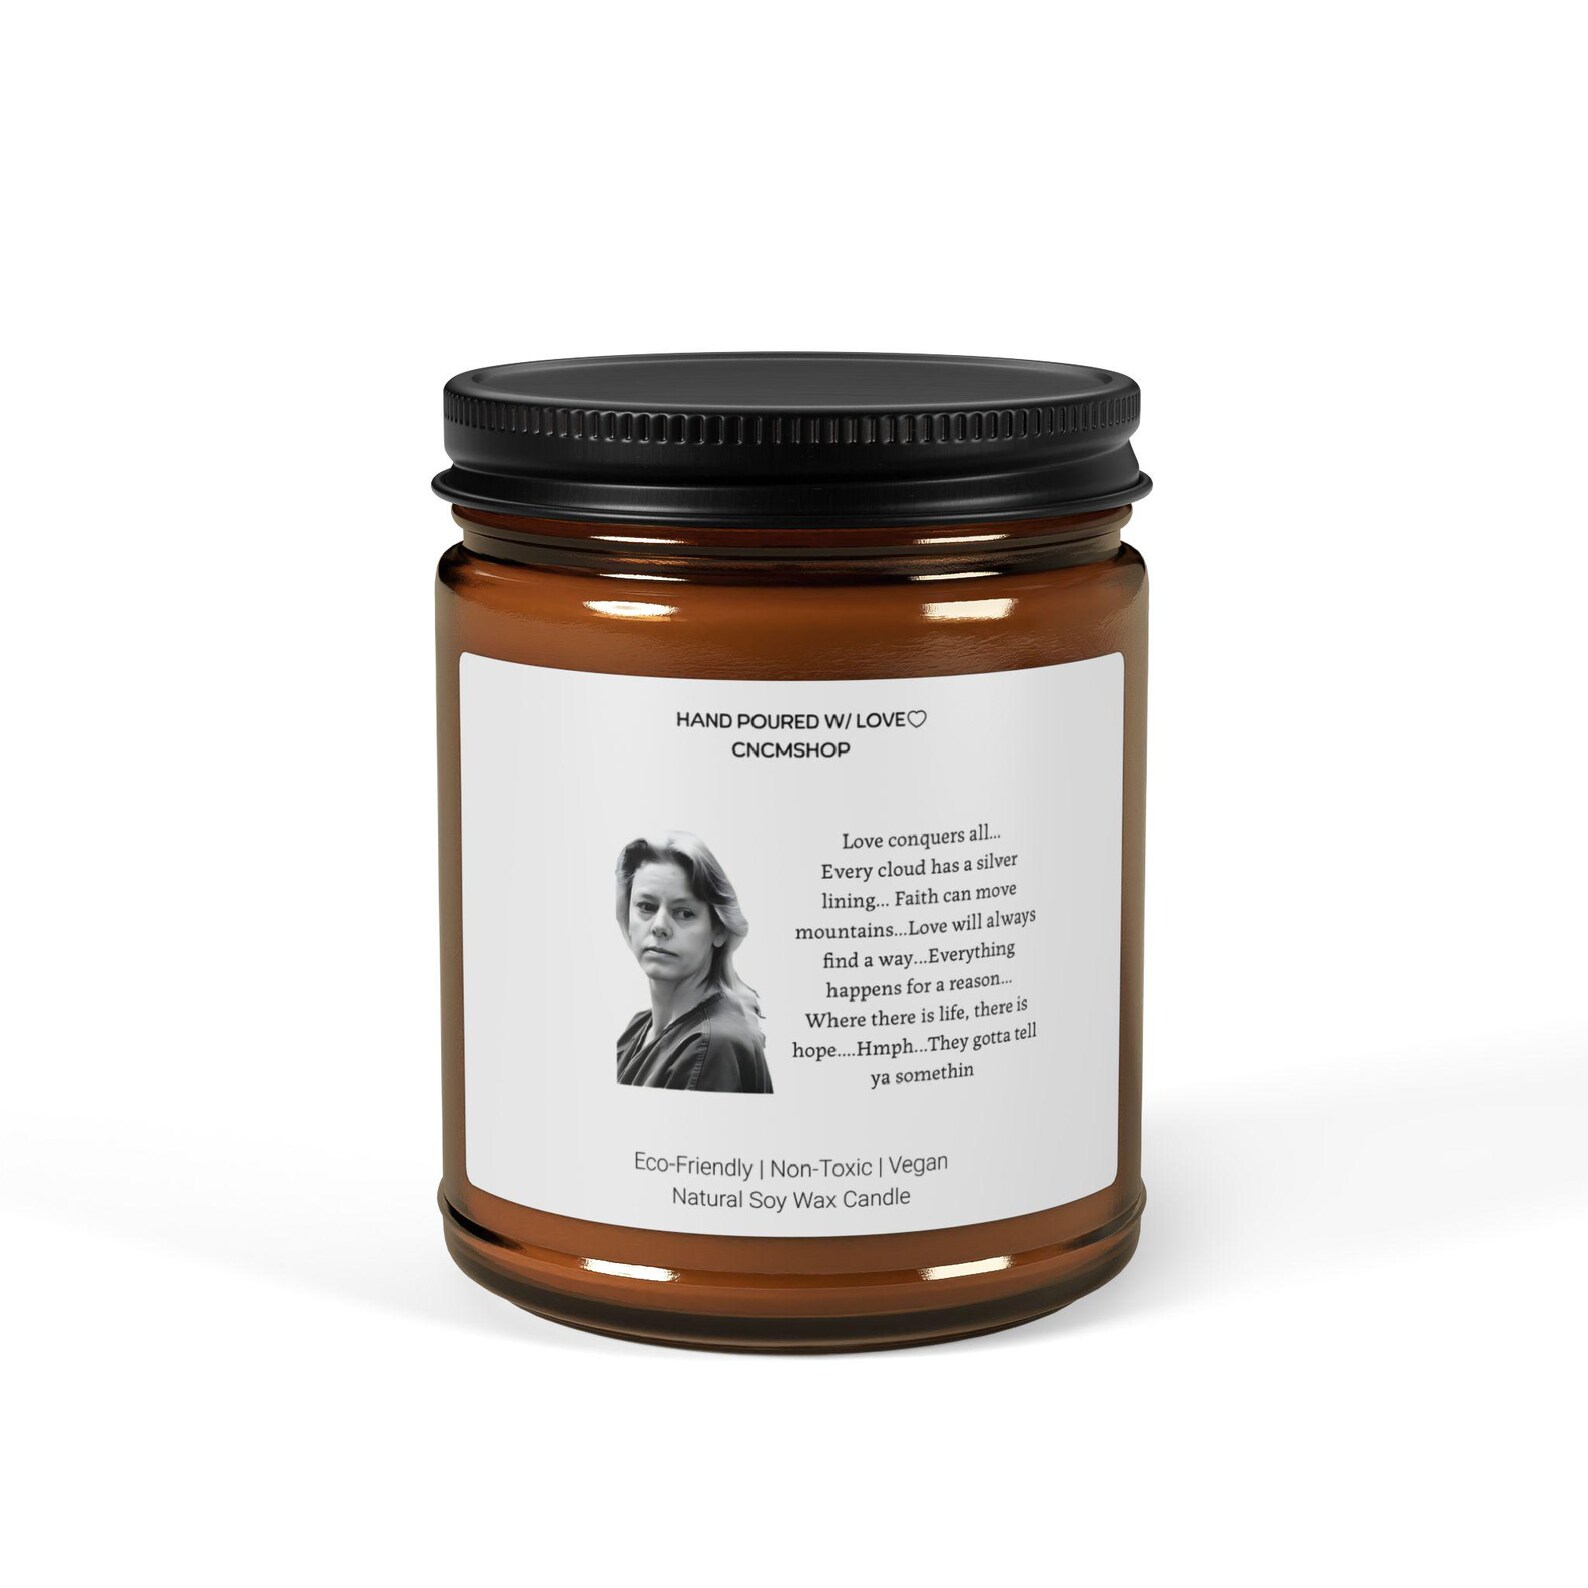 HAND POURED W/ LOVE♡
CNCMSHOP
Love conquers all...
Every cloud has a silver
lining... Faith can move
mountains...Love will always
find a way...Everything
happens for a reason...
Where there is life, there is
hope....Hmph...They gotta tell
ya somethin
Eco-Friendly | Non-Toxic | Vegan
Natural Soy Wax Candle